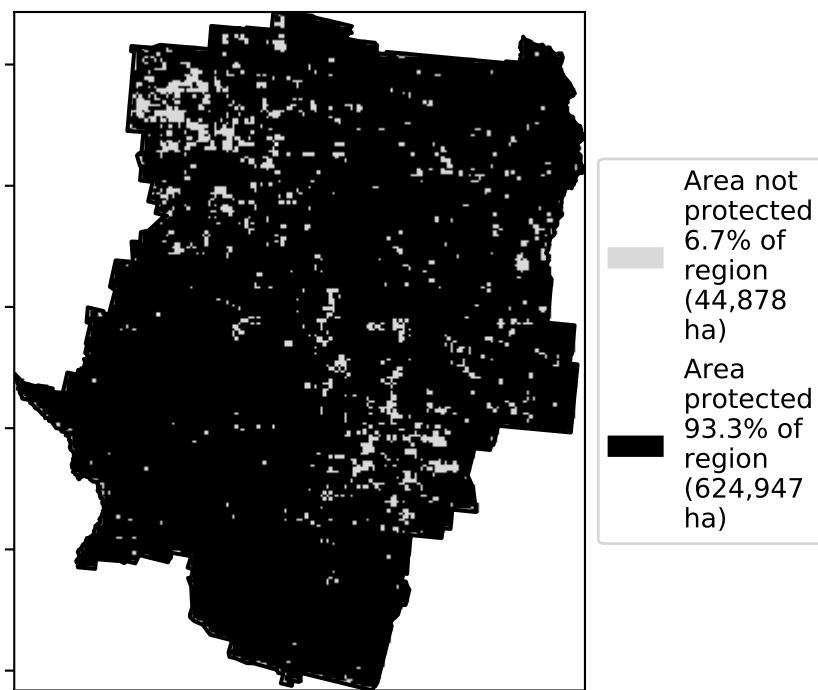 Area not
protected
6.7% of
region
(44,878
ha)
Area
protected
93.3% of
region
(624,947
ha)